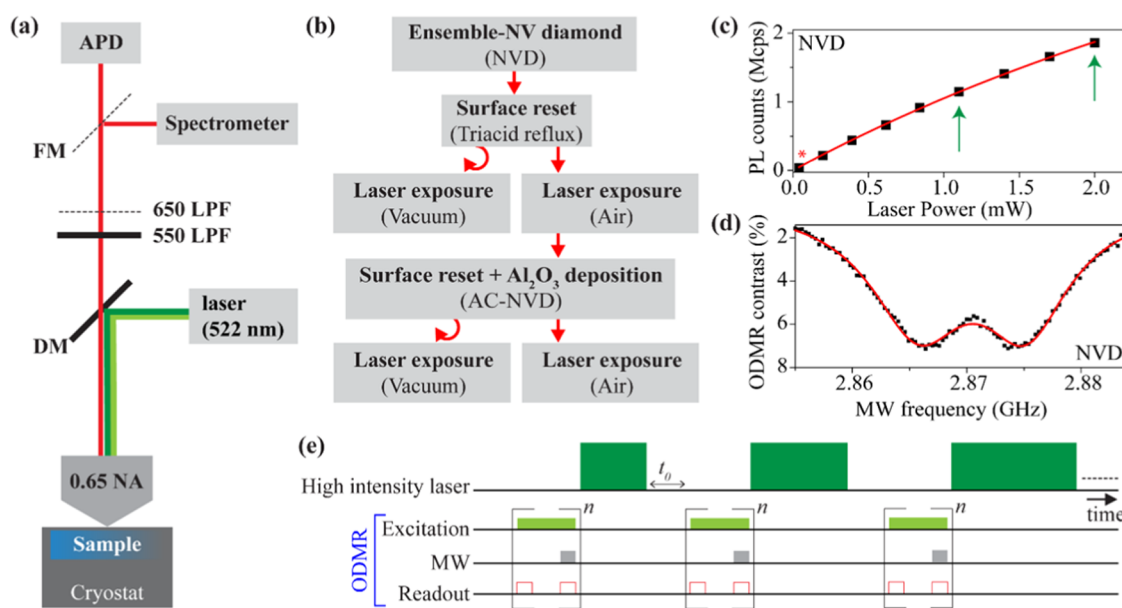 (a)
APD
FM
Spectrometer
650 LPF
550 LPF
laser
(522 nm)
DM
0.65 NA
Sample
Cryostat
(b)
Ensemble-NV diamond
(NVD)
Surface reset
(Triacid reflux)
Laser exposure
(Vacuum)
Laser exposure
(Air)
Surface reset + Al₂O₃ deposition
(AC-NVD)
Laser exposure
(Vacuum)
Laser exposure
(Air)
(c)
NVD
PL counts (Mcps)
2
1
0
*
0.0 0.5 1.0 1.5 2.0
Laser Power (mW)
(d)
ODMR contrast (%)
2
4
6
8
NVD
2.86 2.87 2.88
MW frequency (GHz)
(e)
High intensity laser
t₀
time
ODMR
Excitation
n
n
n
MW
Readout